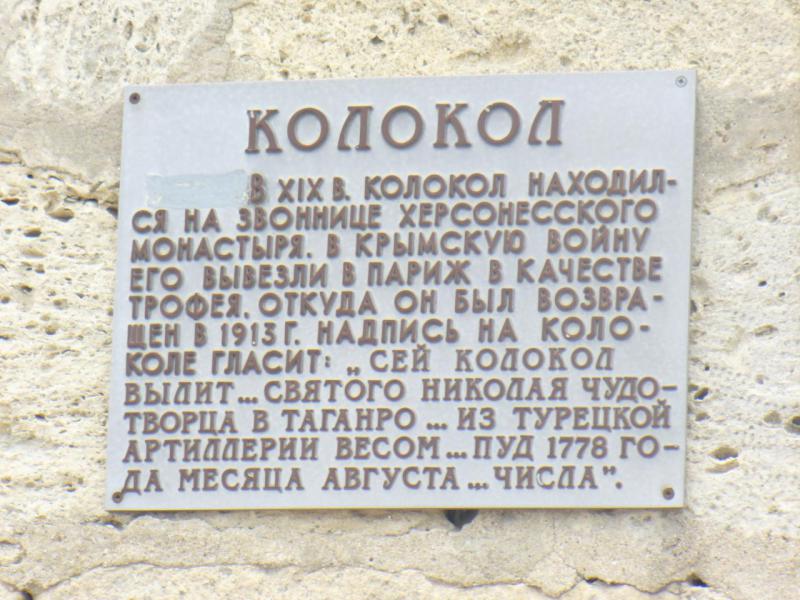 КОЛОКОЛ
В XIX В. КОЛОКОЛ НАХОДИЛ-
СЯ НА ЗВОННИЦЕ ХЕРСОНЕССКОГО
МОНАСТЫРЯ. В КРЫМСКУЮ ВОЙНУ
ЕГО ВЫВЕЗЛИ В ПАРИЖ В КАЧЕСТВЕ
ТРОФЕЯ, ОТКУДА ОН БЫЛ ВОЗВРА-
ЩЕН В 1913 Г. НАДПИСЬ НА КОЛО-
КОЛЕ ГЛАСИТ: „СЕЙ КОЛОКОЛ
ВЫЛИТ... СВЯТОГО НИКОЛАЯ ЧУДО-
ТВОРЦА В ТАГАНРО ... ИЗ ТУРЕЦКОЙ
АРТИЛЛЕРИИ ВЕСОМ... ПУД 1778 ГО-
ДА МЕСЯЦА АВГУСТА ... ЧИСЛА”.